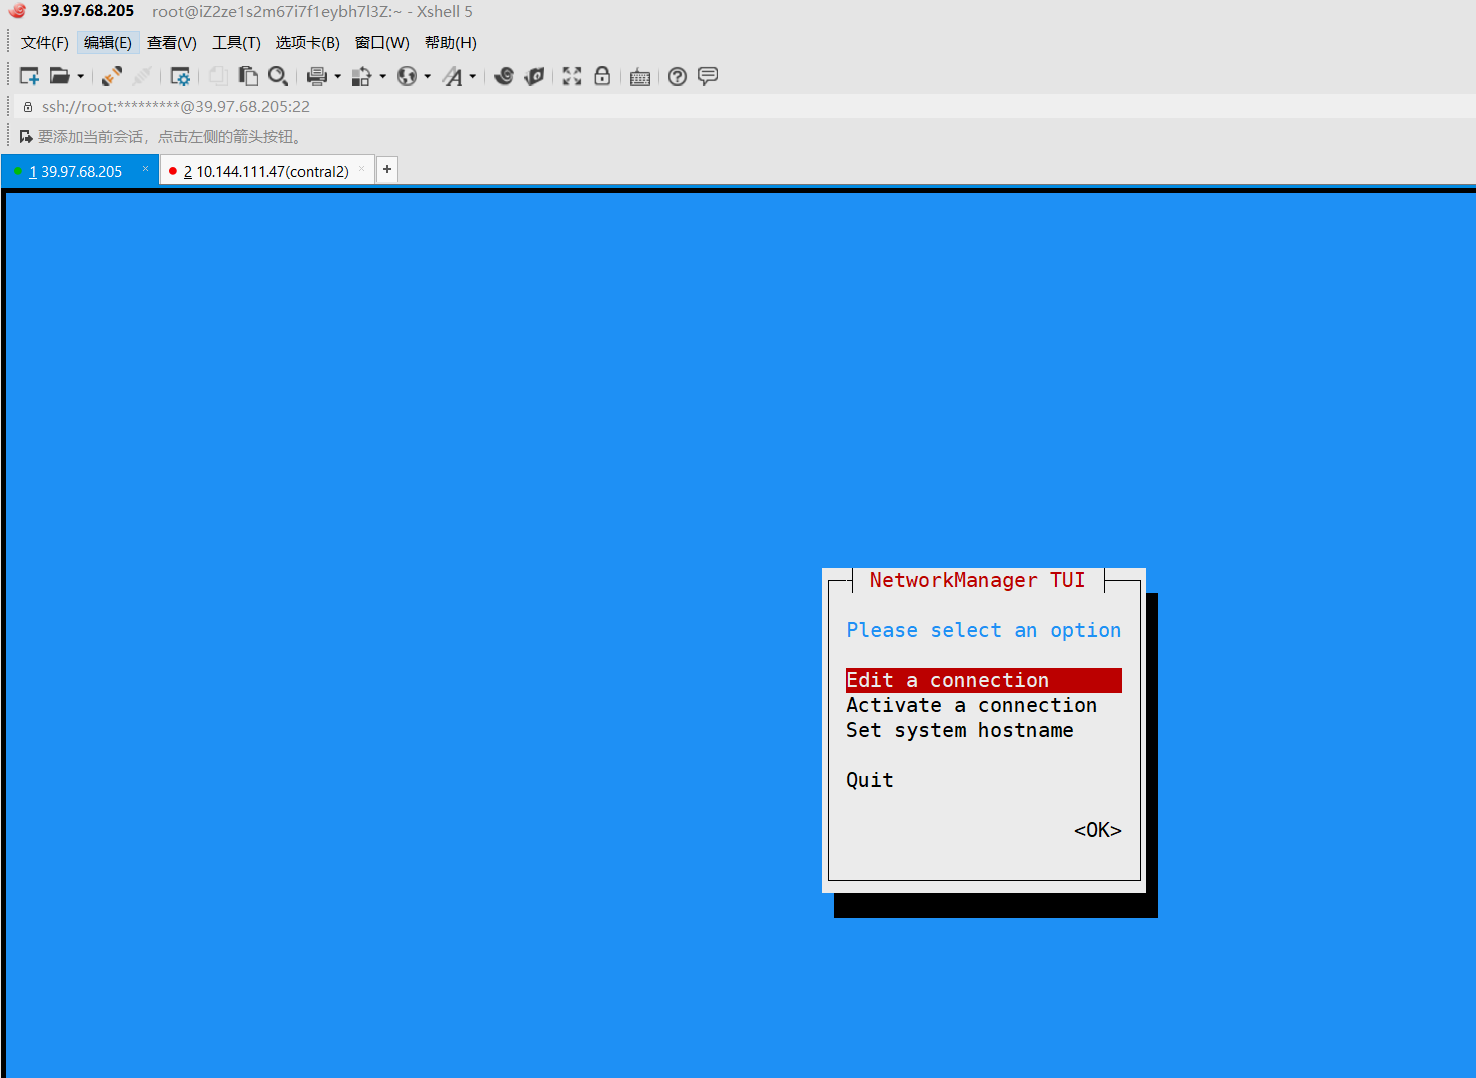 39.97.68.205 root@iZ2ze1s2m67i7f1eybh7l3Z:~ - Xshell 5
文件(F) 编辑(E) 查看(V) 工具(T) 选项卡(B) 窗口(W) 帮助(H)
ssh://root:*********@39.97.68.205:22
要添加当前会话，点击左侧的箭头按钮。
1 39.97.68.205 × 2 10.144.111.47(contral2) × +
NetworkManager TUI
Please select an option
Edit a connection
Activate a connection
Set system hostname
Quit
<OK>